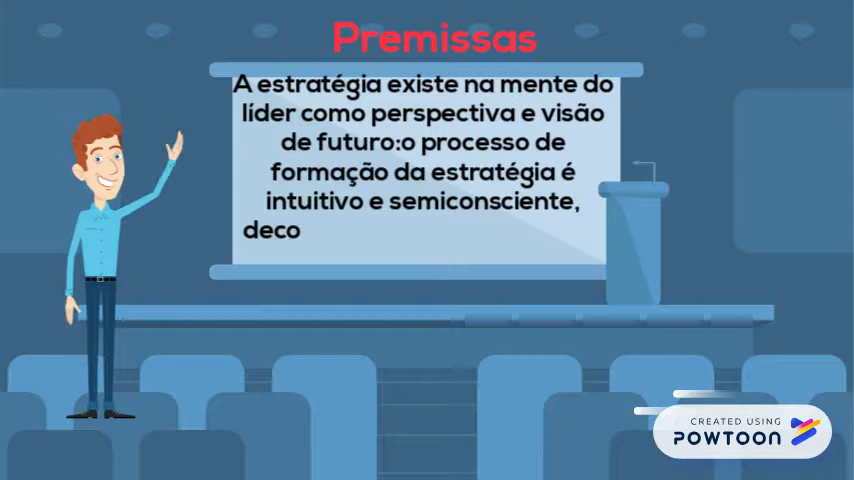 Premissas
A estratégia existe na mente do
líder como perspectiva e visão
de futuro:o processo de
formação da estratégia é
intuitivo e semiconsciente,
deco
CREATED USING
POWTOON